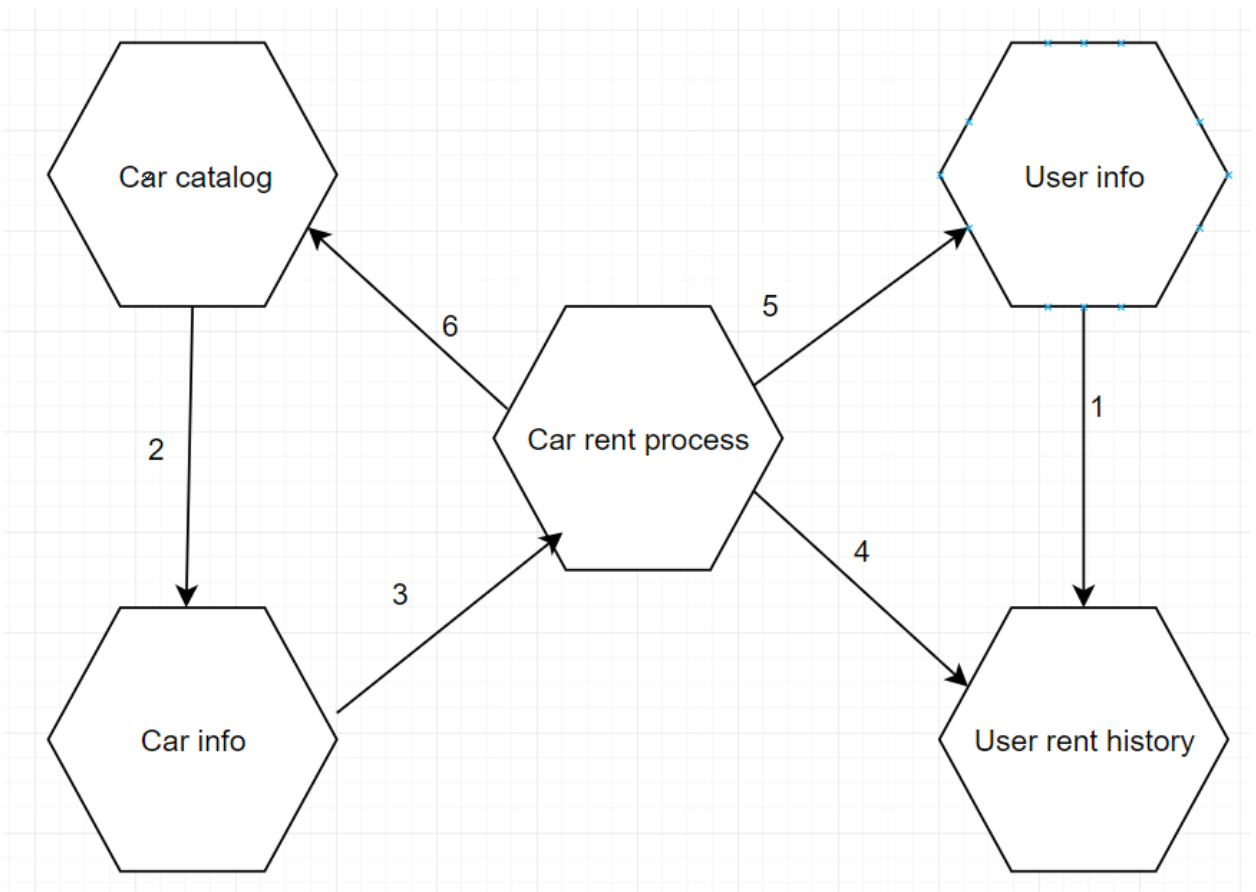 Car catalog
User info
6
5
2
1
Car rent process
4
3
Car info
User rent history